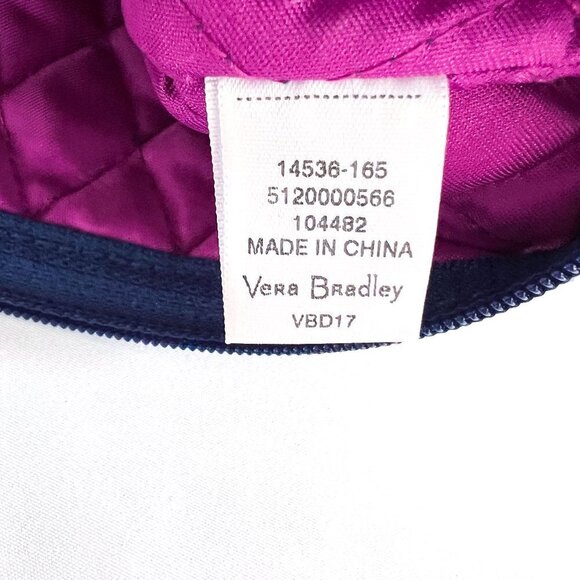 14536-165
5120000566
104482
MADE IN CHINA
Vera Bradley
VBD17